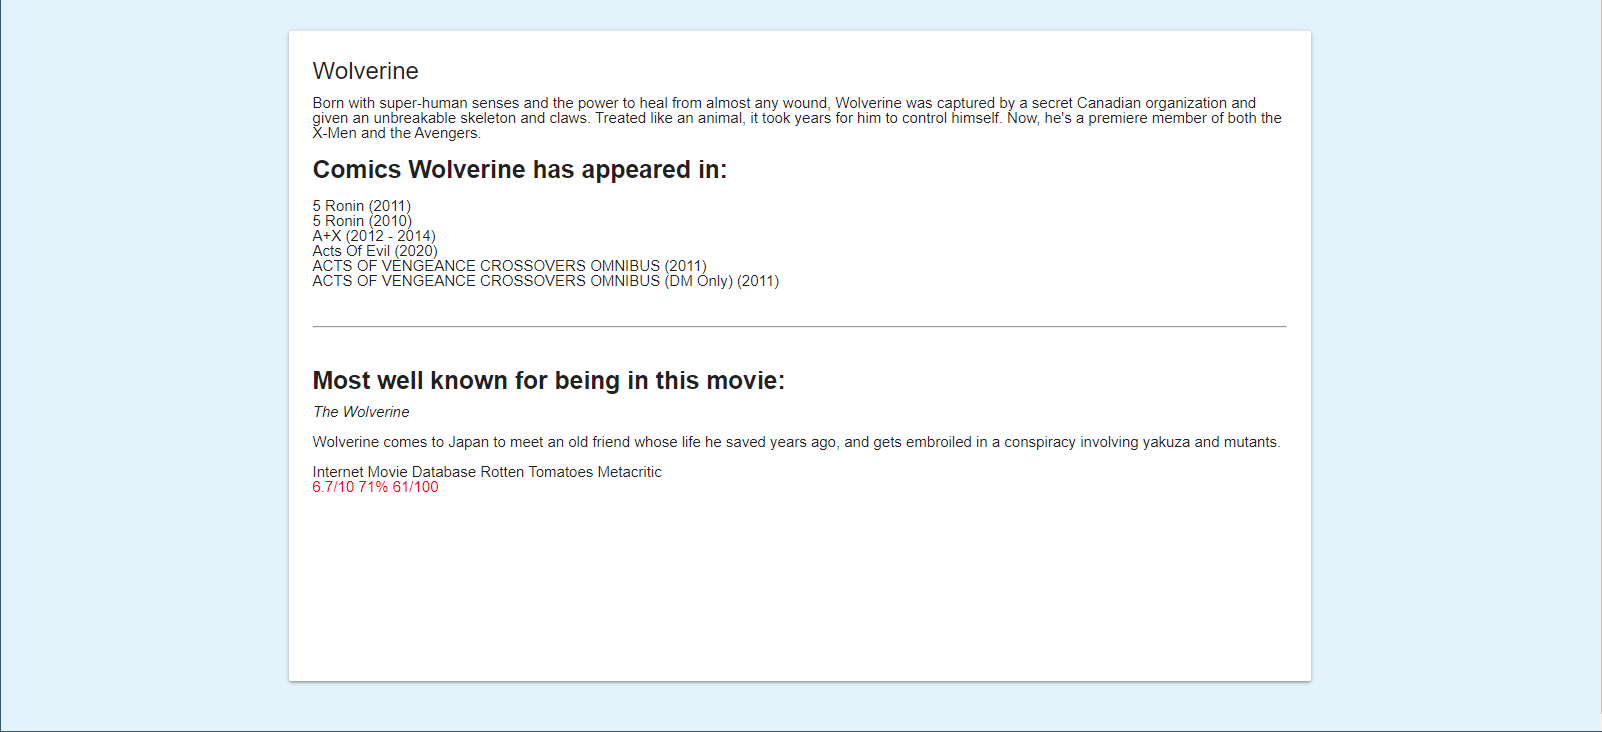 Wolverine
Born with super-human senses and the power to heal from almost any wound, Wolverine was captured by a secret Canadian organization and
given an unbreakable skeleton and claws. Treated like an animal, it took years for him to control himself. Now, he's a premiere member of both the
X-Men and the Avengers.
Comics Wolverine has appeared in:
5 Ronin (2011)
5 Ronin (2010)
A+X (2012 - 2014)
Acts Of Evil (2020)
ACTS OF VENGEANCE CROSSOVERS OMNIBUS (2011)
ACTS OF VENGEANCE CROSSOVERS OMNIBUS (DM Only) (2011)
Most well known for being in this movie:
The Wolverine
Wolverine comes to Japan to meet an old friend whose life he saved years ago, and gets embroiled in a conspiracy involving yakuza and mutants.
Internet Movie Database Rotten Tomatoes Metacritic
6.7/10 71% 61/100